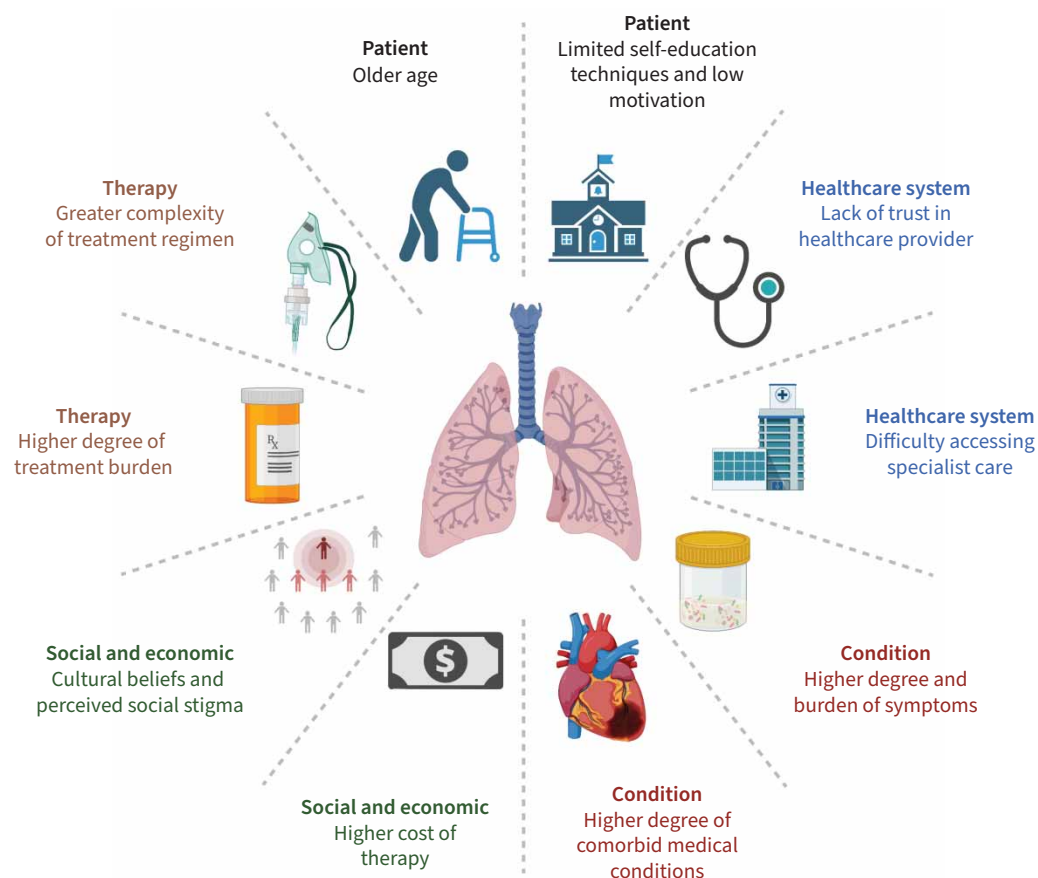 Patient
Older age
Patient
Limited self-education
techniques and low
motivation
Healthcare system
Lack of trust in
healthcare provider
Healthcare system
Difficulty accessing
specialist care
Condition
Higher degree and
burden of symptoms
Condition
Higher degree of
comorbid medical
conditions
Social and economic
Higher cost of
therapy
$
Social and economic
Cultural beliefs and
perceived social stigma
Therapy
Higher degree of
treatment burden
Rx
Therapy
Greater complexity
of treatment regimen